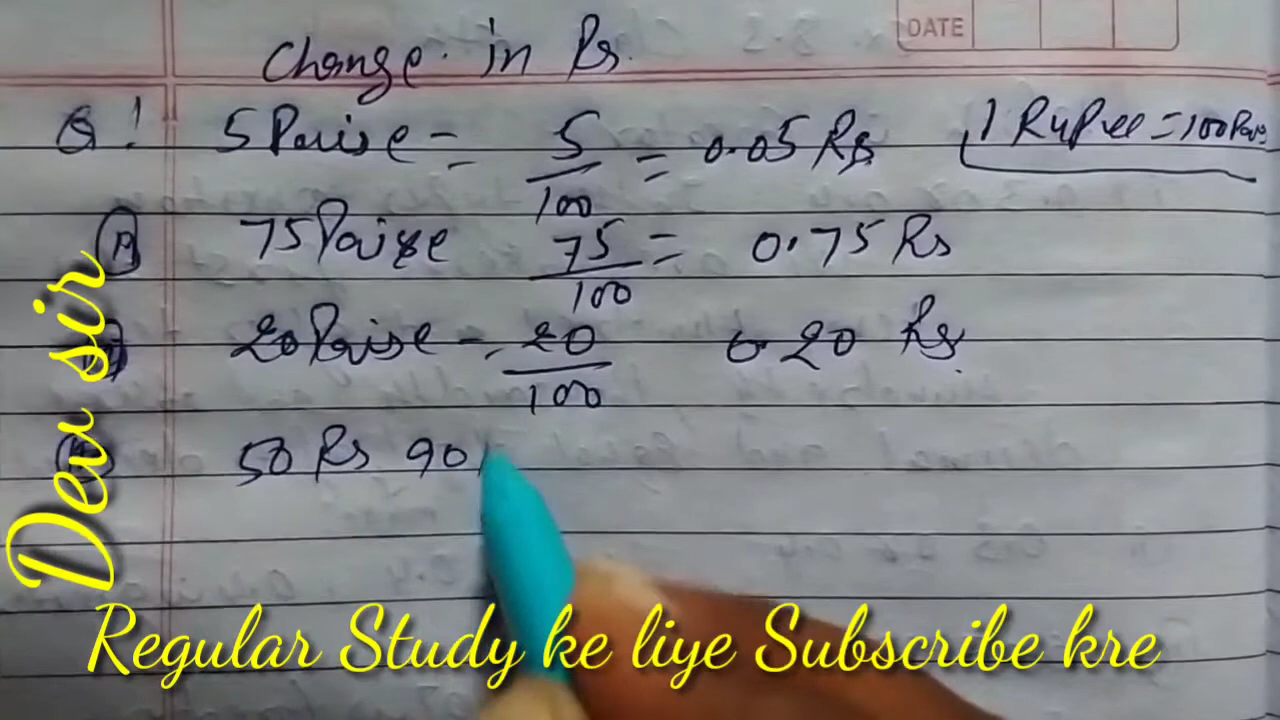 DATE
Change in Rs.
Q1 5 Paise = 5/100 = 0.05 Rs 1 Rupee = 100 Pais
75 Paise 75/100 = 0.75 Rs
20 Paise = 20/100 0.20 Rs.
50 Rs 90
Dev sir
Regular Study ke liye Subscribe kre